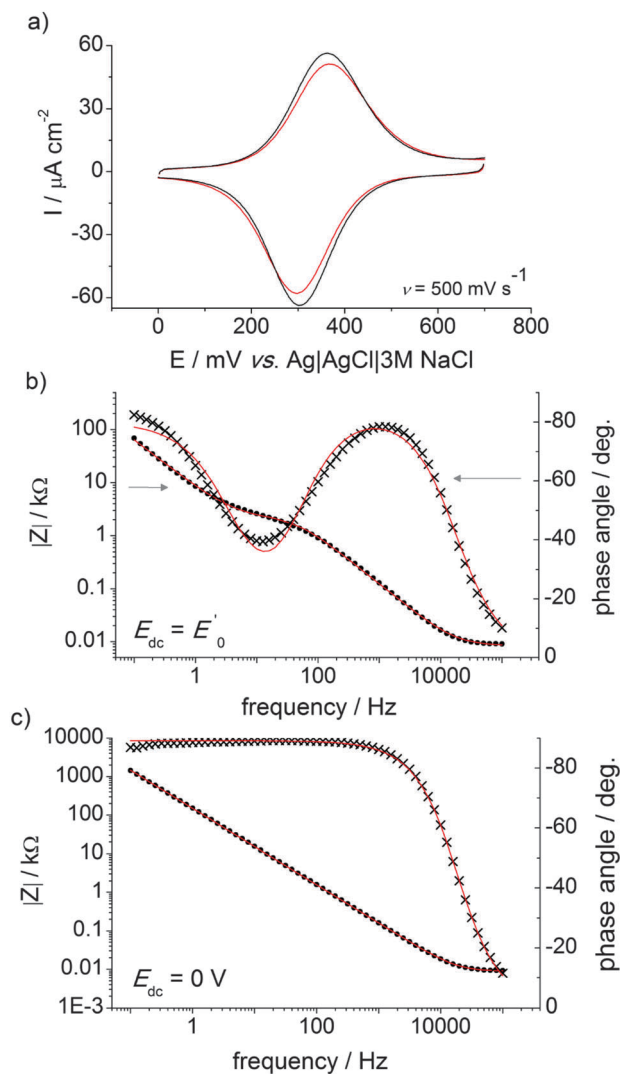 a)
60
30
0
-30
-60
I / μA cm⁻²
ν = 500 mV s⁻¹
0 200 400 600 800
E / mV vs. Ag|AgCl|3M NaCl
b)
100
10
1
0.1
0.01
|Z| / kΩ
-80
-60
-40
-20
0
phase angle / deg.
E_dc = E'_0
1 100 10000
frequency / Hz
c)
10000
1000
100
10
1
0.1
0.01
1E-3
|Z| / kΩ
-80
-60
-40
-20
0
phase angle / deg.
E_dc = 0 V
1 100 10000
frequency / Hz